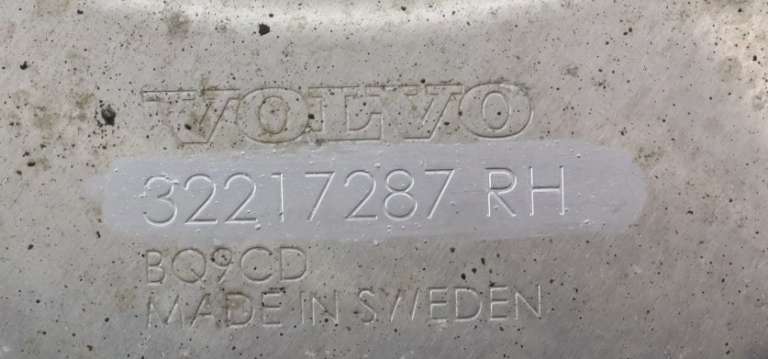 VOLVO
32217287 RH
BQ9CD
MADE IN SWEDEN